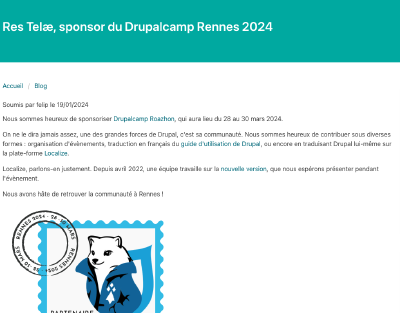 Res Telæ, sponsor du Drupalcamp Rennes 2024
Accueil / Blog
Soumis par felip le 19/01/2024
Nous sommes heureux de sponsoriser Drupalcamp Roazhon, qui aura lieu du 28 au 30 mars 2024.
On ne le dira jamais assez, une des grandes forces de Drupal, c'est sa communauté. Nous sommes heureux de contribuer sous diverses
formes : organisation d'évènements, traduction en français du guide d'utilisation de Drupal, ou encore en traduisant Drupal lui-même sur
la plate-forme Localize.
Localize, parlons-en justement. Depuis avril 2022, une équipe travaille sur la nouvelle version, que nous espérons présenter pendant
l'évènement.
Nous avons hâte de retrouver la communauté à Rennes !
RENNES 2024 - 28-30 MARS
RENNES 2024 - 28-30 MARS
PARTENAIRE